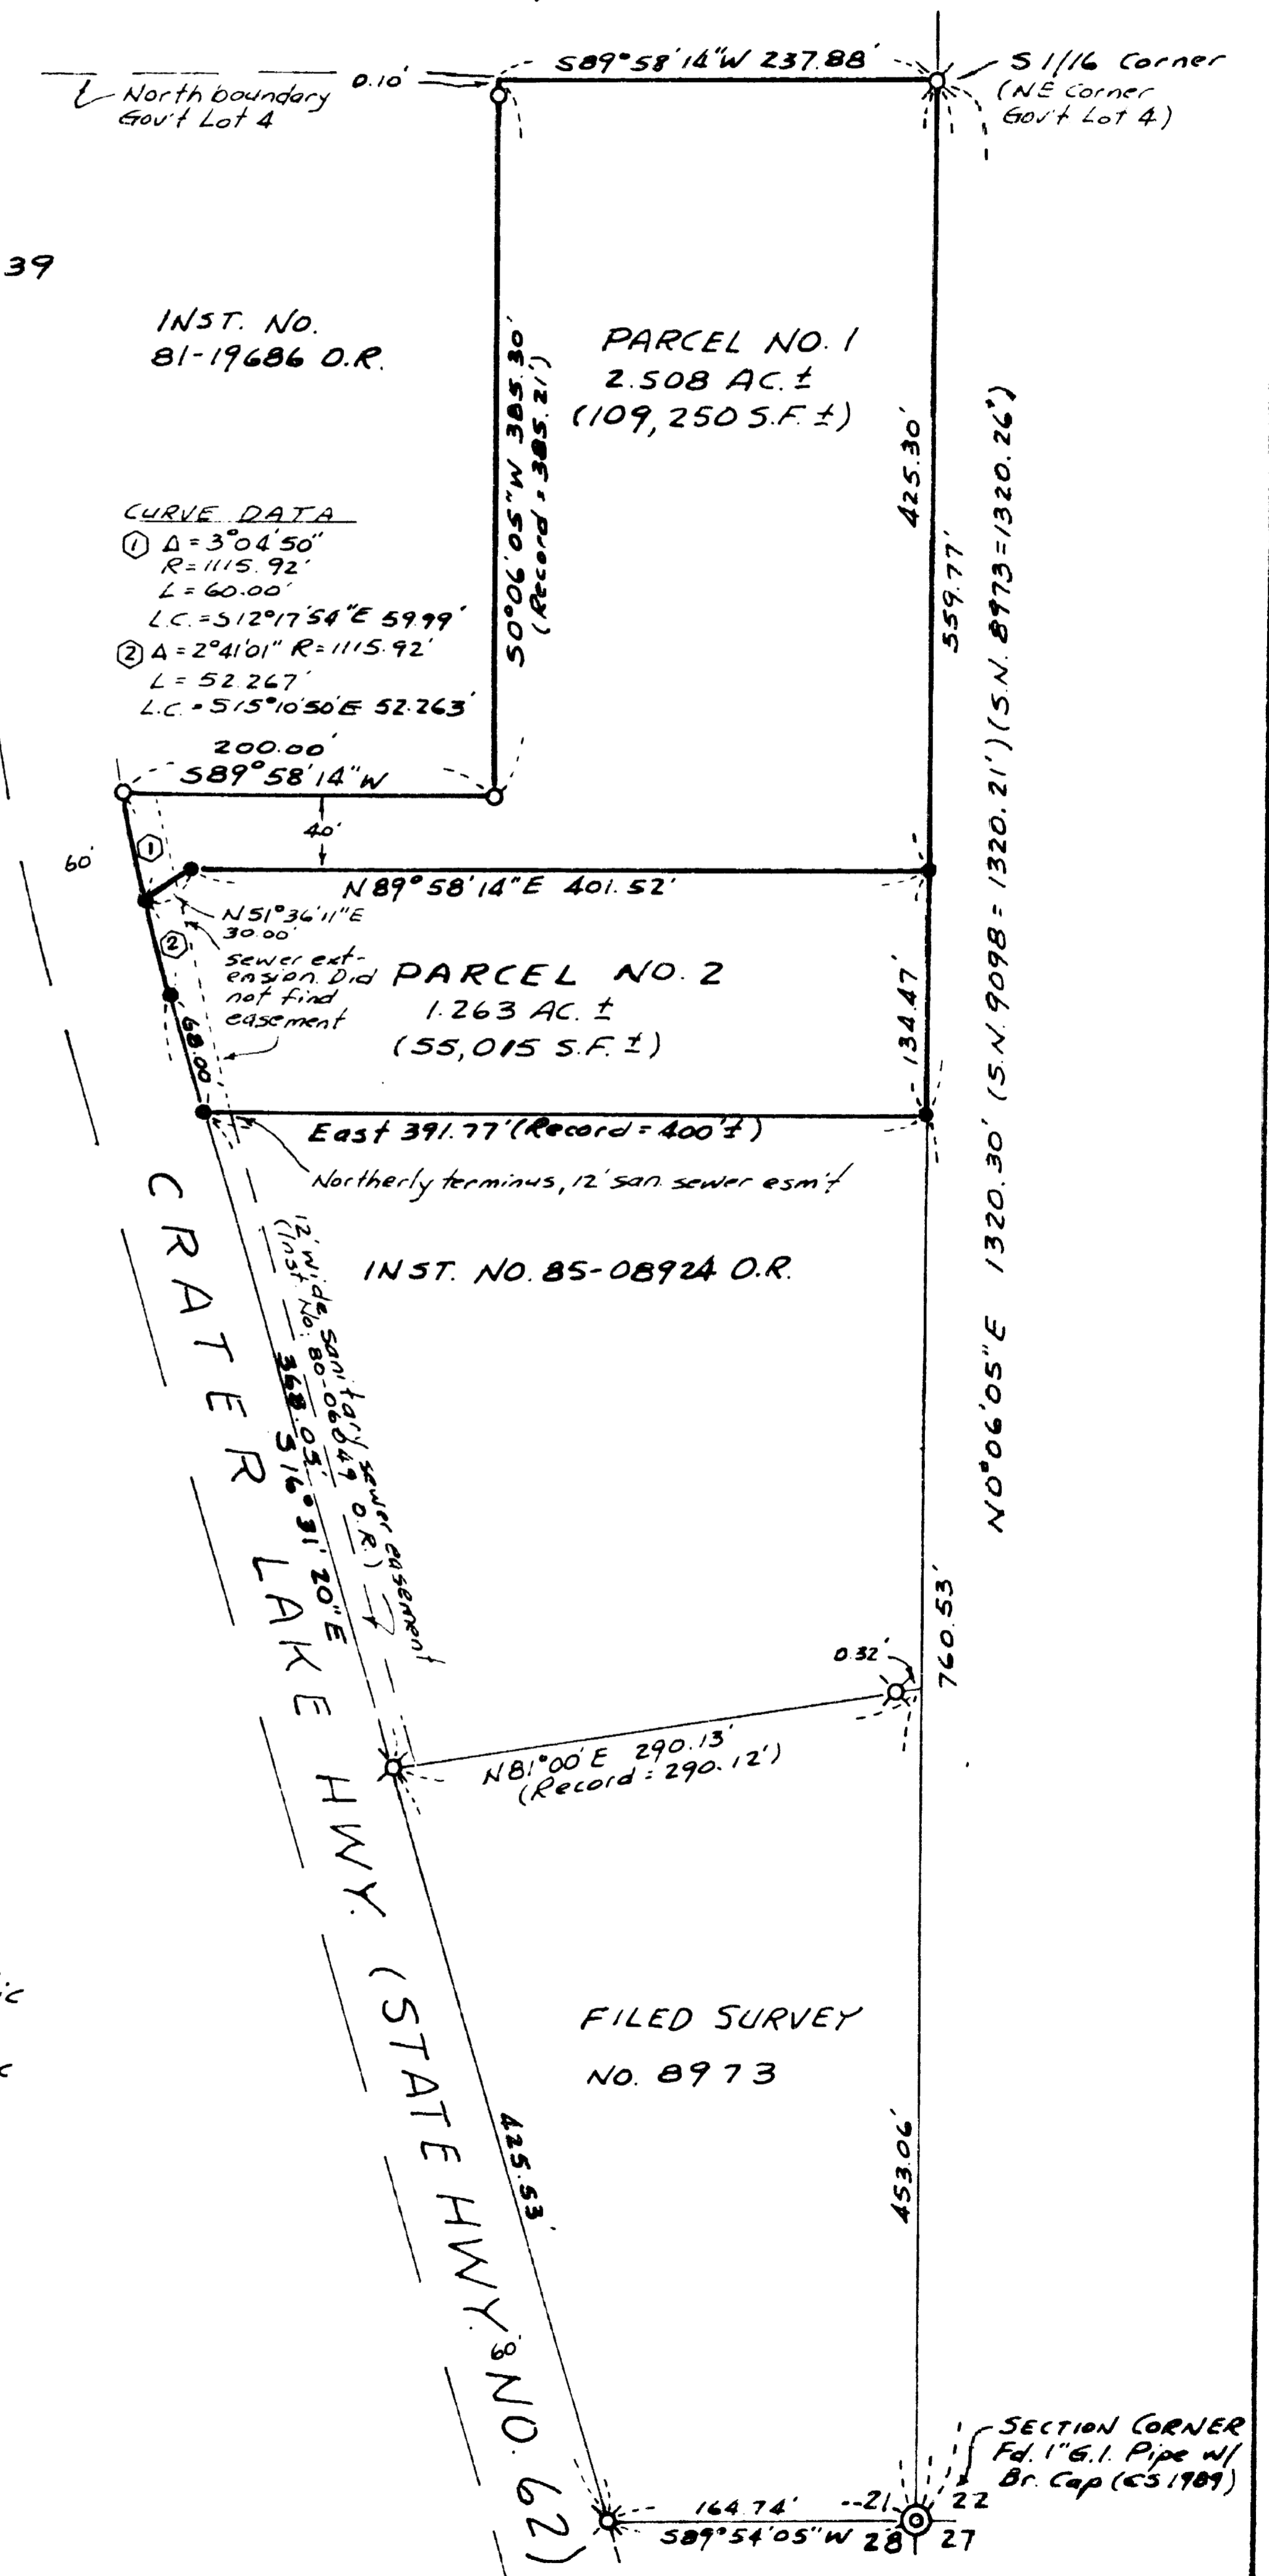 S89°58'14"W 237.88'
S 1/16 Corner
(NE Corner
Gov't Lot 4)
0.10'
North boundary
Gov't Lot 4
39
INST. NO.
81-19686 O.R.
PARCEL NO. 1
2.508 AC. ±
(109,250 S.F. ±)
S0°06'05"W 385.30'
(Record = 385.21')
425.30'
559.77'
N0°06'05"E 1320.30' (S.N. 9098 = 1320.21') (S.N. 8973 = 1320.26')
CURVE DATA
① Δ = 3°04'50"
R = 1115.92'
L = 60.00'
L.C. = S12°17'54"E 59.99'
② Δ = 2°41'01" R = 1115.92'
L = 52.267'
L.C. = S15°10'50"E 52.263'
200.00'
S89°58'14"W
40'
60'
①
N89°58'14"E 401.52'
N51°36'11"E
30.00'
②
sewer ext-
ension. Did
not find
easement
PARCEL NO. 2
1.263 AC. ±
(55,015 S.F. ±)
134.47'
68.00'
East 391.77' (Record = 400'±)
Northerly terminus, 12' san. sewer esm't
INST. NO. 85-08924 O.R.
12' wide sanitary sewer easement
(Inst. No. 80-06049 O.R.)
368.05'
S16°31'20"E
CRATER LAKE HWY. (STATE HWY. NO. 62)
760.53'
0.32'
N81°00'E 290.13'
(Record = 290.12')
FILED SURVEY
NO. 8973
425.53'
453.06'
60'
SECTION CORNER
Fd. 1" G.I. Pipe w/
Br. Cap (CS 1989)
164.74'
S89°54'05"W
21 22
28 27